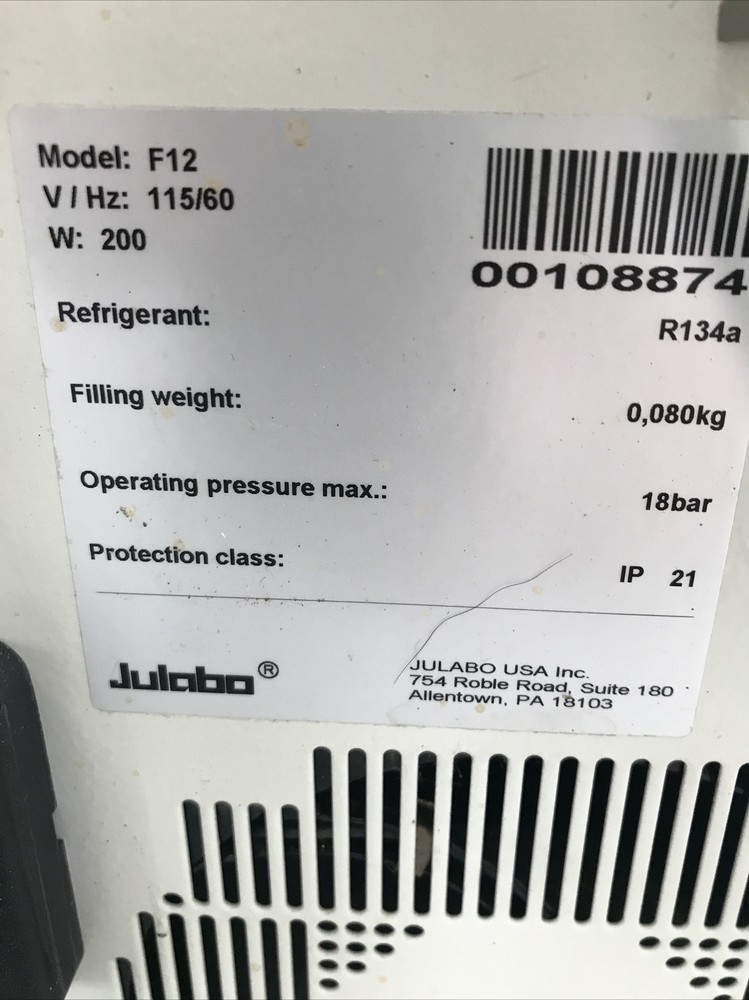 Model: F12
V / Hz: 115/60
W: 200
00108874
Refrigerant: R134a
Filling weight: 0,080kg
Operating pressure max.: 18bar
Protection class: IP 21
Julabo®
JULABO USA Inc.
754 Roble Road, Suite 180
Allentown, PA 18103